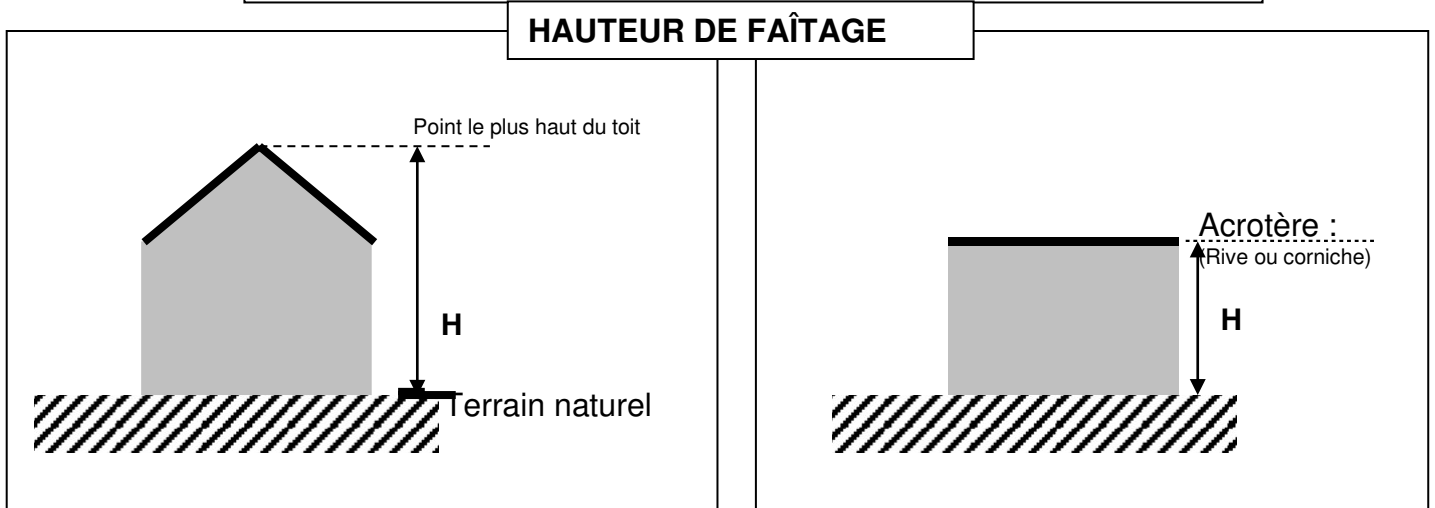 HAUTEUR DE FAÎTAGE
Point le plus haut du toit
H
Terrain naturel
Acrotère :
(Rive ou corniche)
H